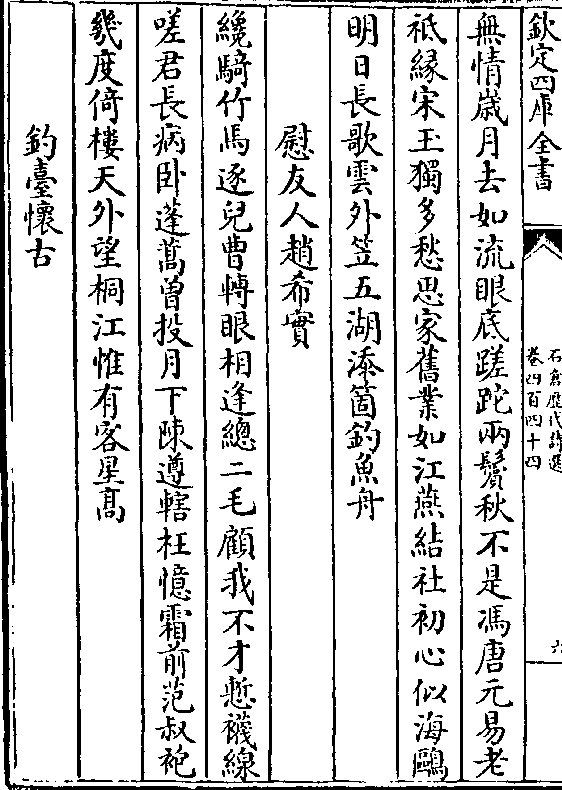 欽定四庫全書
石倉歷代詩選
卷四百四十四
六
無情歲月去如流眼底蹉跎兩鬢秋不是馮唐元易老
祗緣宋玉獨多愁思家舊業如江燕結社初心似海鷗
明日長歌雲外笠五湖添箇釣魚舟
慰友人趙希實
纔騎竹馬逐兒曹轉眼相逢總二毛顧我不才慙襪線
嗟君長病卧蓬蒿曾投月下陳遵轄枉憶霜前范叔袍
幾度倚樓天外望桐江惟有客星髙
釣臺懷古